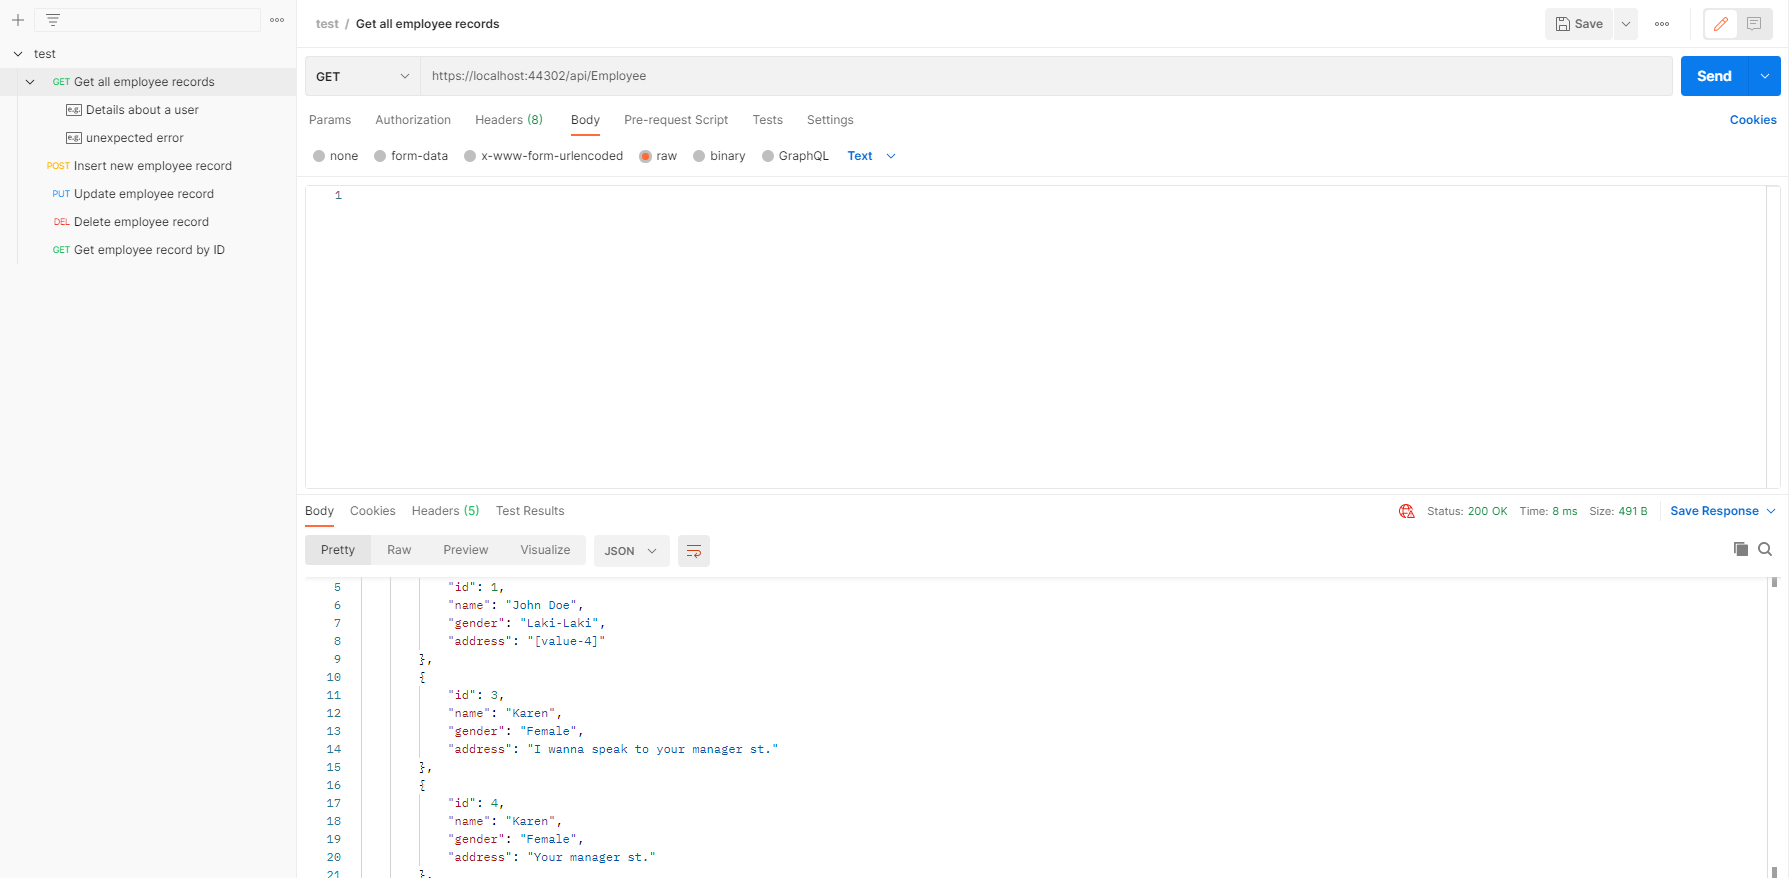 test / Get all employee records
Save
test
GET Get all employee records
e.g. Details about a user
e.g. unexpected error
POST Insert new employee record
PUT Update employee record
DEL Delete employee record
GET Get employee record by ID
GET https://localhost:44302/api/Employee Send
Params Authorization Headers (8) Body Pre-request Script Tests Settings Cookies
none form-data x-www-form-urlencoded raw binary GraphQL Text
1
Body Cookies Headers (5) Test Results Status: 200 OK Time: 8 ms Size: 491 B Save Response
Pretty Raw Preview Visualize JSON
5 "id": 1,
6 "name": "John Doe",
7 "gender": "Laki-Laki",
8 "address": "[value-4]"
9 },
10 {
11 "id": 3,
12 "name": "Karen",
13 "gender": "Female",
14 "address": "I wanna speak to your manager st."
15 },
16 {
17 "id": 4,
18 "name": "Karen",
19 "gender": "Female",
20 "address": "Your manager st."
21 },